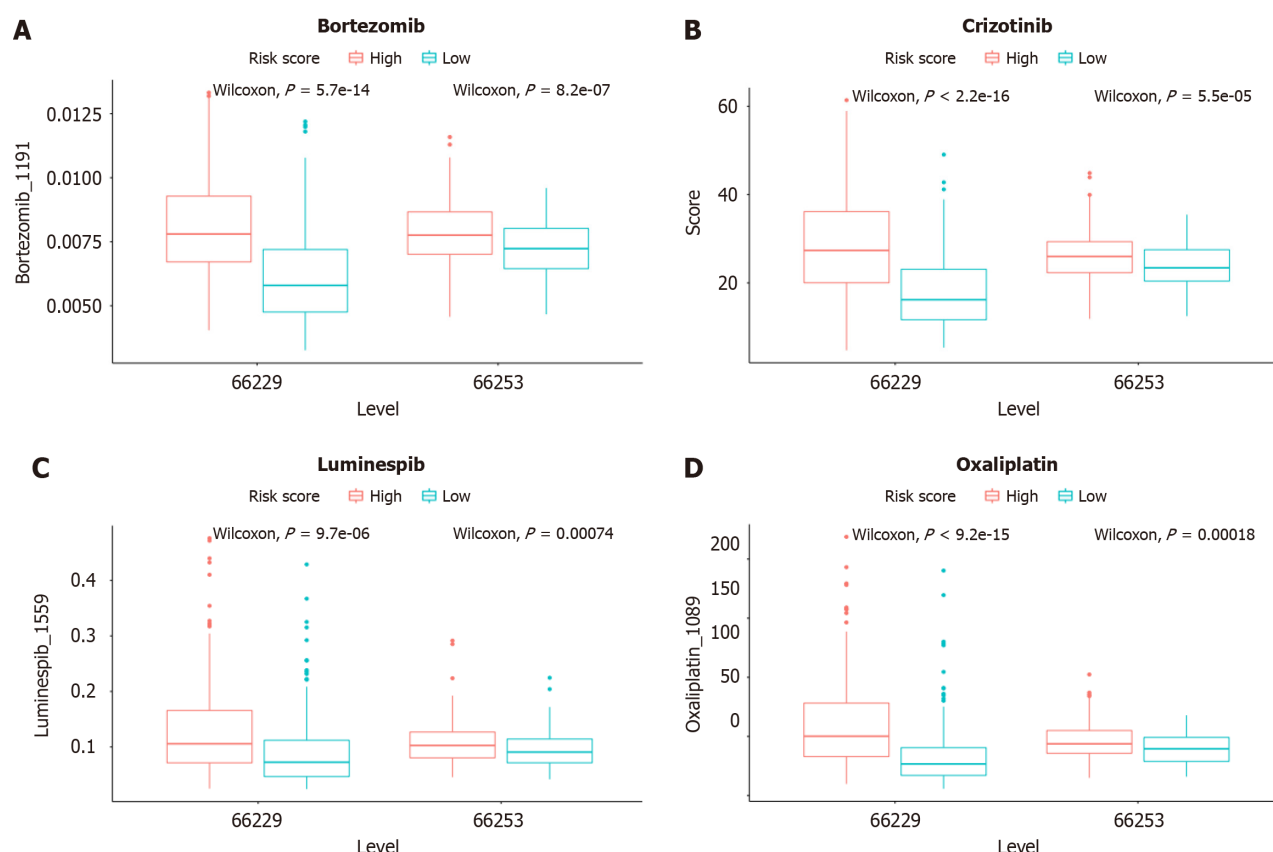 A
Bortezomib
Risk score High Low
Wilcoxon, P = 5.7e-14
Wilcoxon, P = 8.2e-07
Bortezomib_1191
0.0125
0.0100
0.0075
0.0050
66229
66253
Level
B
Crizotinib
Risk score High Low
Wilcoxon, P < 2.2e-16
Wilcoxon, P = 5.5e-05
Score
60
40
20
66229
66253
Level
C
Luminespib
Risk score High Low
Wilcoxon, P = 9.7e-06
Wilcoxon, P = 0.00074
Luminespib_1559
0.4
0.3
0.2
0.1
66229
66253
Level
D
Oxaliplatin
Risk score High Low
Wilcoxon, P < 9.2e-15
Wilcoxon, P = 0.00018
Oxaliplatin_1089
200
150
100
50
0
66229
66253
Level